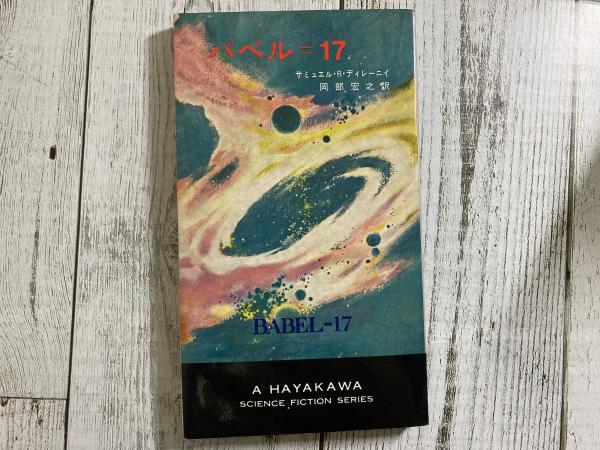 バベル＝17
サミュエル・R・ディレーニイ
岡部宏之訳
BABEL-17
A HAYAKAWA
SCIENCE FICTION SERIES